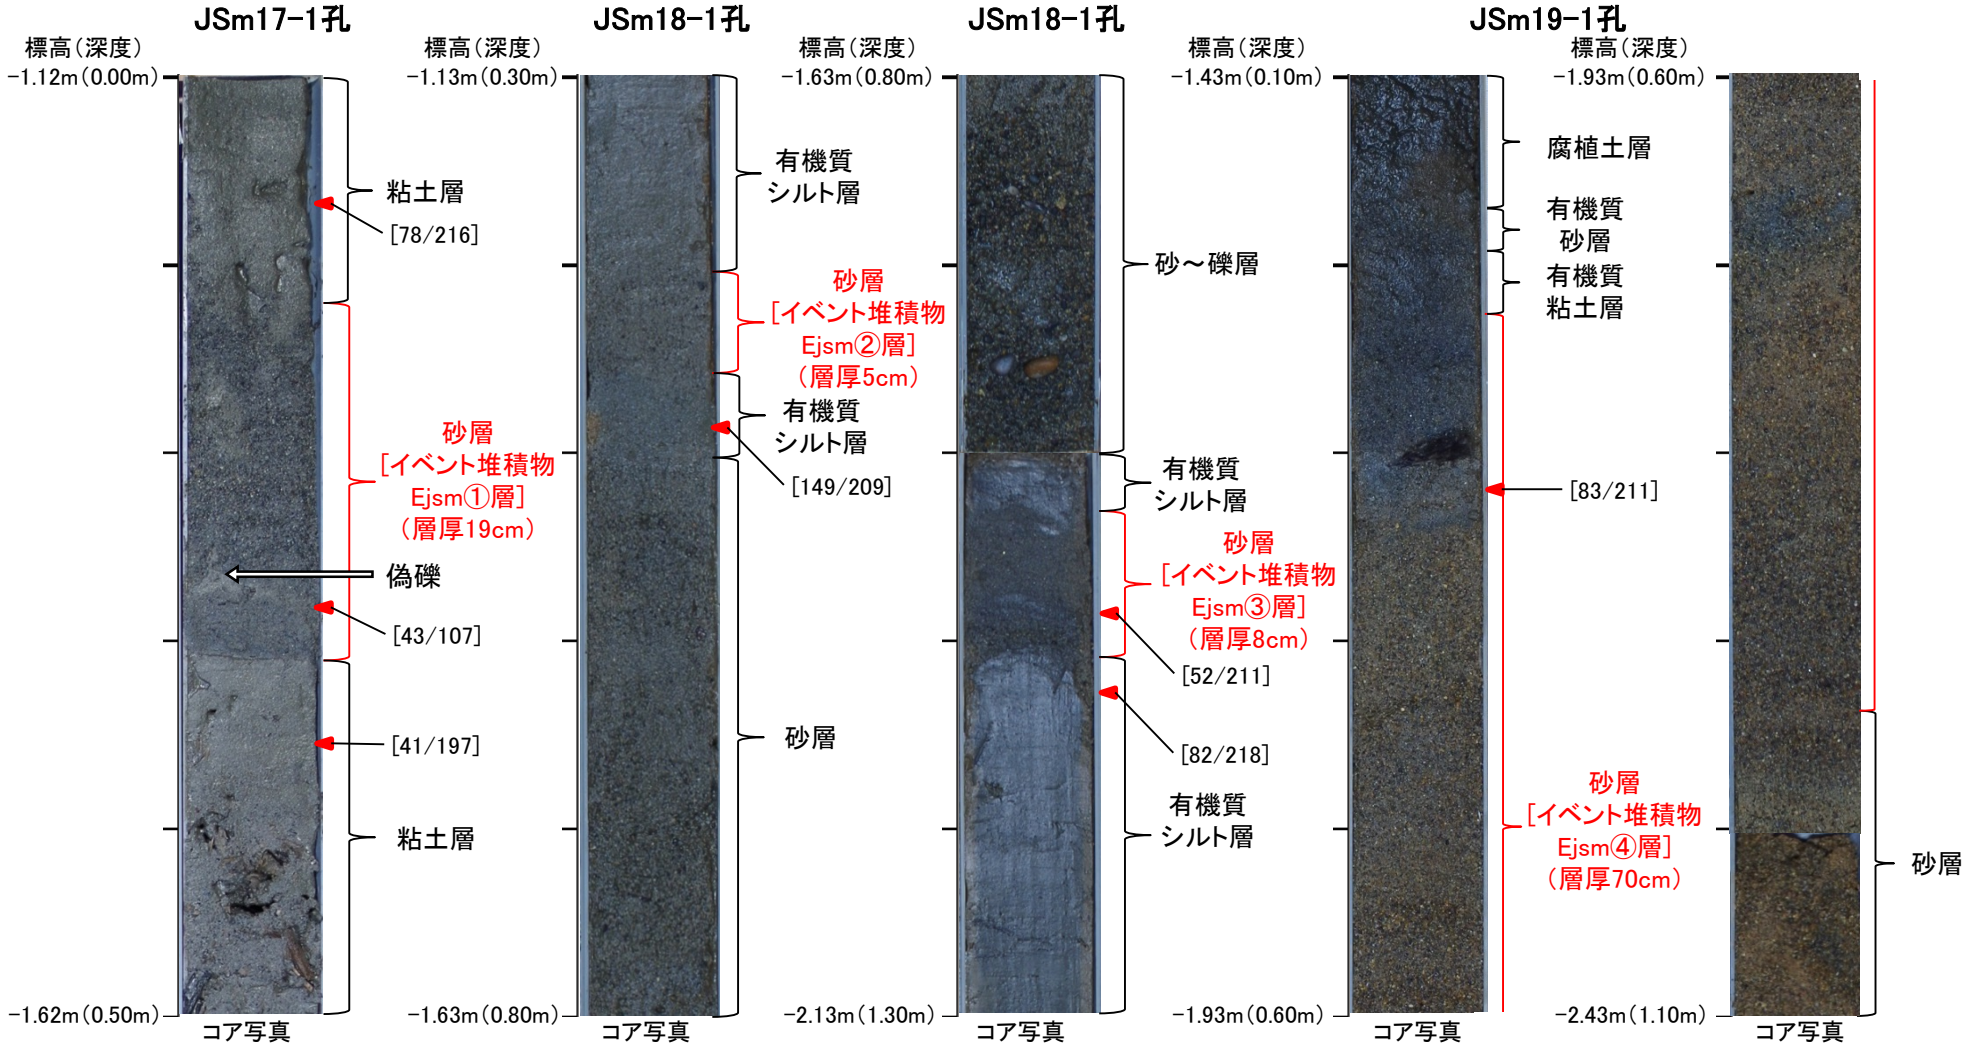 JSm17-1孔
標高(深度)
-1.12m(0.00m)
粘土層
[78/216]
砂層
[イベント堆積物
Ejsm①層]
(層厚19cm)
偽礫
[43/107]
[41/197]
粘土層
-1.62m(0.50m)
コア写真
JSm18-1孔
標高(深度)
-1.13m(0.30m)
有機質
シルト層
砂層
[イベント堆積物
Ejsm②層]
(層厚5cm)
有機質
シルト層
[149/209]
砂層
-1.63m(0.80m)
コア写真
JSm18-1孔
標高(深度)
-1.63m(0.80m)
砂～礫層
有機質
シルト層
砂層
[イベント堆積物
Ejsm③層]
(層厚8cm)
[52/211]
[82/218]
有機質
シルト層
-2.13m(1.30m)
コア写真
JSm19-1孔
標高(深度)
-1.43m(0.10m)
腐植土層
有機質
砂層
有機質
粘土層
[83/211]
砂層
[イベント堆積物
Ejsm④層]
(層厚70cm)
-1.93m(0.60m)
コア写真
標高(深度)
-1.93m(0.60m)
砂層
-2.43m(1.10m)
コア写真